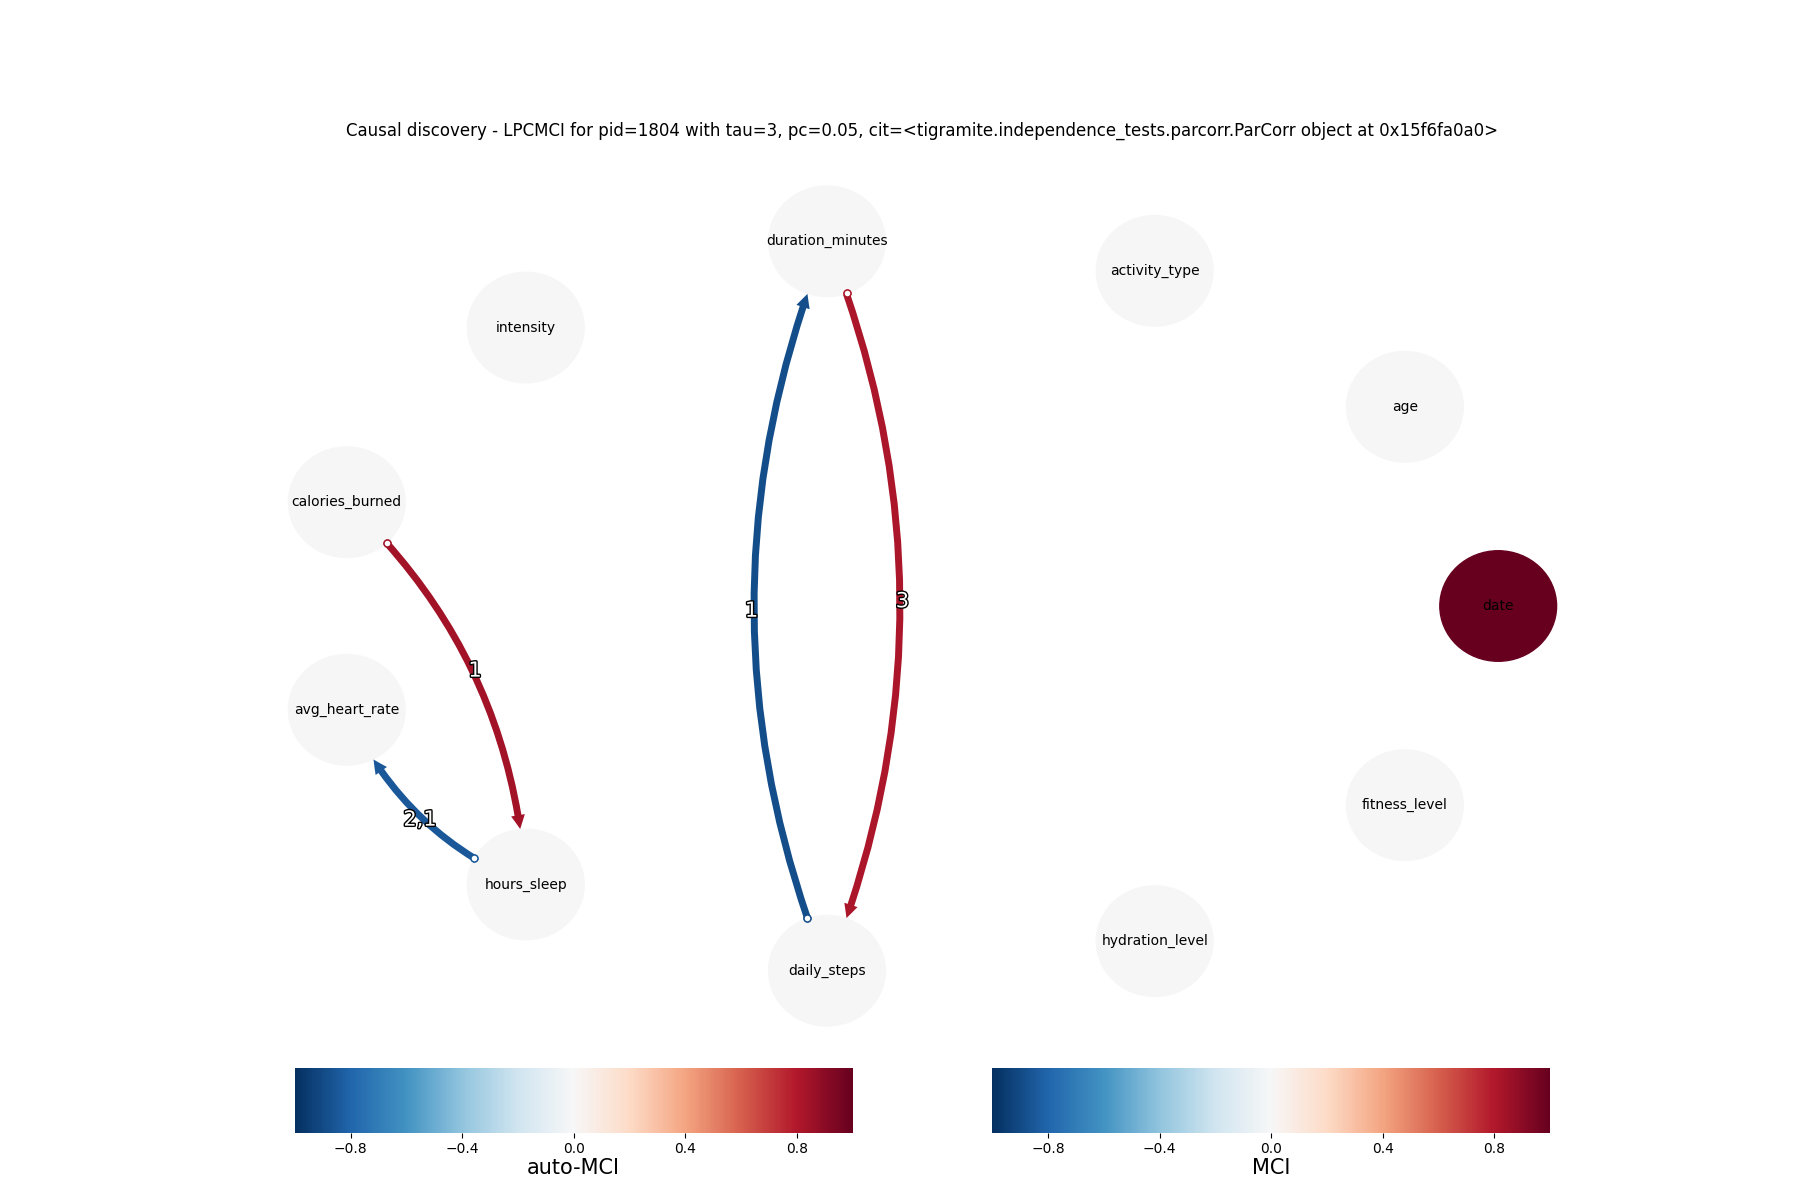 Causal discovery - LPCMCI for pid=1804 with tau=3, pc=0.05, cit=<tigramite.independence_tests.parcorr.ParCorr object at 0x15f6fa0a0>
duration_minutes
activity_type
intensity
age
calories_burned
date
1
3
1
avg_heart_rate
2,1
fitness_level
hours_sleep
hydration_level
daily_steps
−0.8 −0.4 0.0 0.4 0.8
auto-MCI
−0.8 −0.4 0.0 0.4 0.8
MCI